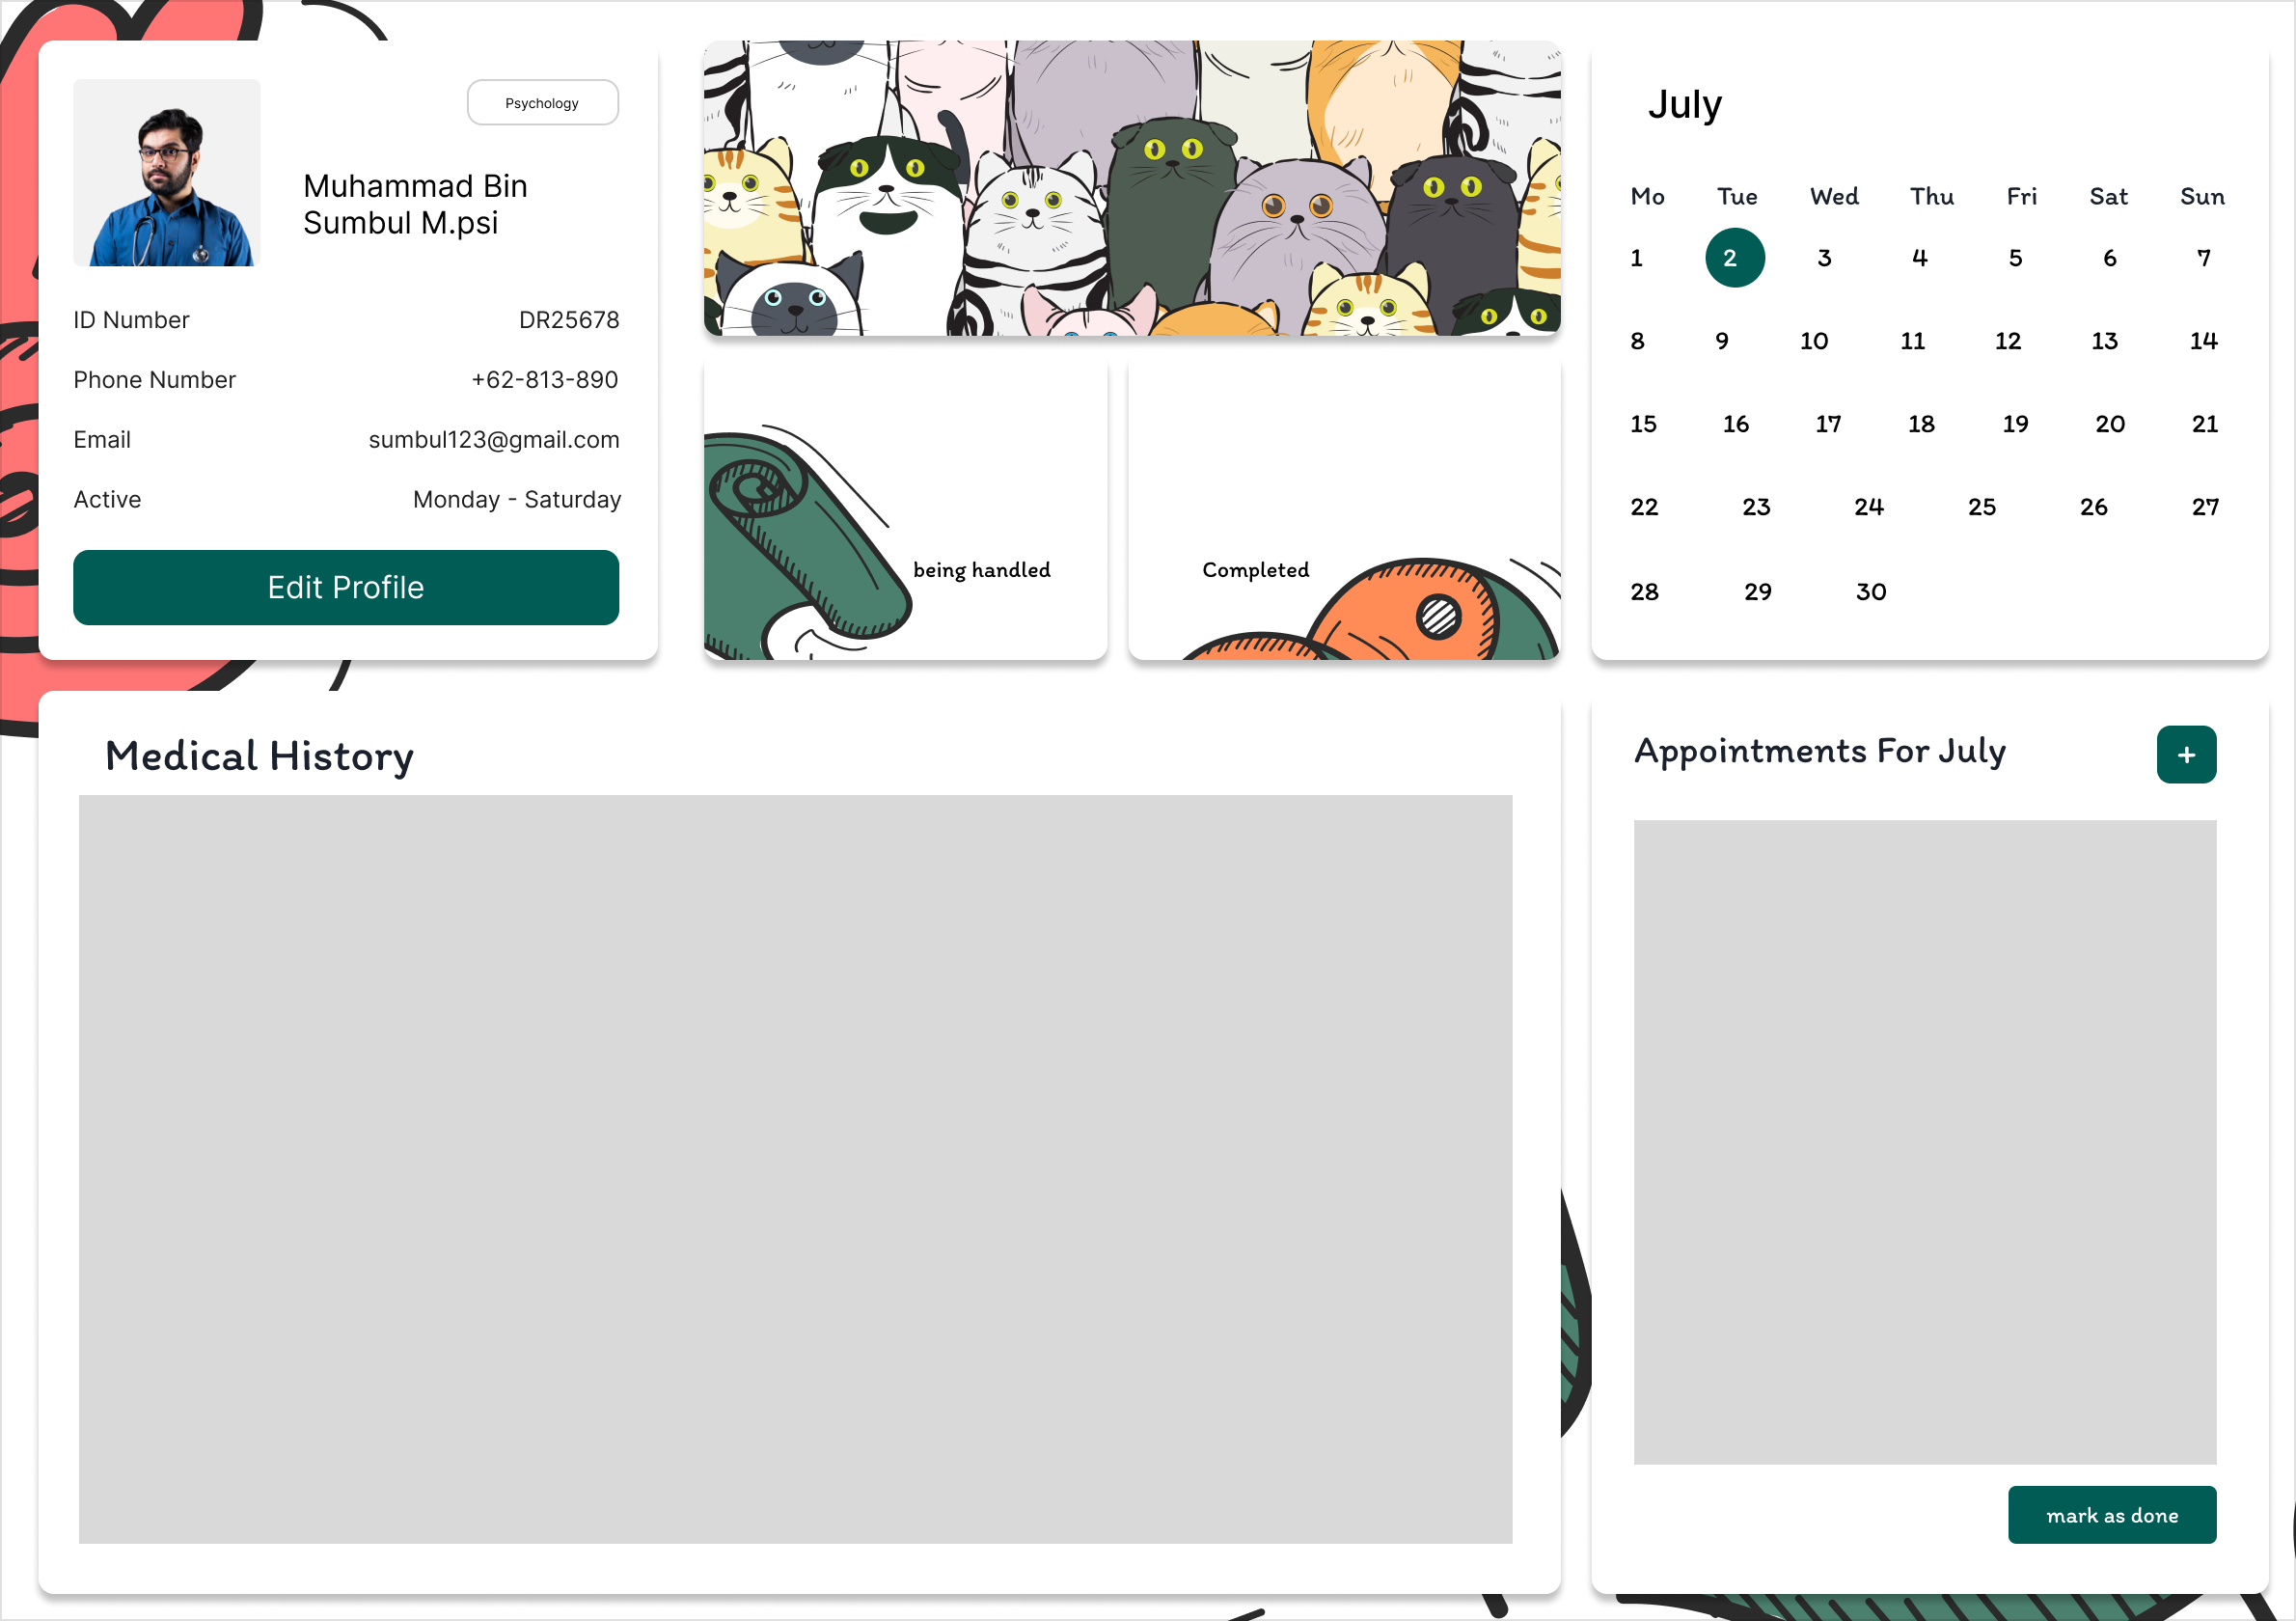 Psychology
Muhammad Bin
Sumbul M.psi
ID Number DR25678
Phone Number +62-813-890
Email sumbul123@gmail.com
Active Monday - Saturday
Edit Profile
being handled
Completed
July
Mo Tue Wed Thu Fri Sat Sun
1 2 3 4 5 6 7
8 9 10 11 12 13 14
15 16 17 18 19 20 21
22 23 24 25 26 27
28 29 30
Medical History
Appointments For July
+
mark as done